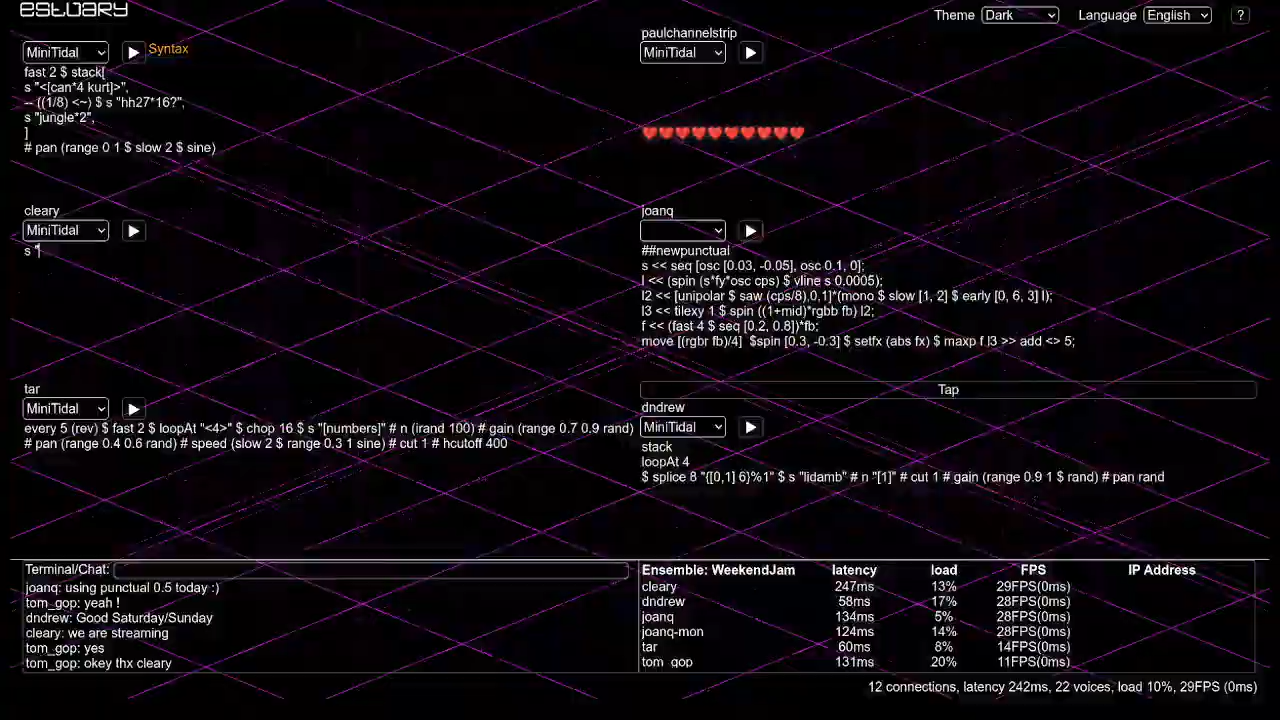 estuary
Theme Dark Language English ?
MiniTidal Syntax
fast 2 $ stack[
s "<[can*4 kurt]>",
-- ((1/8) <~) $ s "hh27*16?",
s "jungle*2",
]
# pan (range 0 1 $ slow 2 $ sine)
paulchannelstrip
MiniTidal
❤️❤️❤️❤️❤️❤️❤️❤️❤️❤️
cleary
MiniTidal
s "
joanq
##newpunctual
s << seq [osc [0.03, -0.05], osc 0.1, 0];
l << (spin (s*fy*osc cps) $ vline s 0.0005);
l2 << [unipolar $ saw (cps/8),0,1]*(mono $ slow [1, 2] $ early [0, 6, 3] l);
l3 << tilexy 1 $ spin ((1+mid)*rgbb fb) l2;
f << (fast 4 $ seq [0.2, 0.8])*fb;
move [(rgbr fb)/4] $spin [0.3, -0.3] $ setfx (abs fx) $ maxp f l3 >> add <> 5;
tar
MiniTidal
every 5 (rev) $ fast 2 $ loopAt "<4>" $ chop 16 $ s "[numbers]" # n (irand 100) # gain (range 0.7 0.9 rand)
# pan (range 0.4 0.6 rand) # speed (slow 2 $ range 0.3 1 sine) # cut 1 # hcutoff 400
Tap
dndrew
MiniTidal
stack
loopAt 4
$ splice 8 "{[0,1] 6}%1" $ s "lidamb" # n "[1]" # cut 1 # gain (range 0.9 1 $ rand) # pan rand
Terminal/Chat:
joanq: using punctual 0.5 today :)
tom_gop: yeah !
dndrew: Good Saturday/Sunday
cleary: we are streaming
tom_gop: yes
tom_gop: okey thx cleary
Ensemble: WeekendJam latency load FPS IP Address
cleary 247ms 13% 29FPS(0ms)
dndrew 58ms 17% 28FPS(0ms)
joanq 134ms 5% 28FPS(0ms)
joanq-mon 124ms 14% 28FPS(0ms)
tar 60ms 8% 14FPS(0ms)
tom_gop 131ms 20% 11FPS(0ms)
12 connections, latency 242ms, 22 voices, load 10%, 29FPS (0ms)